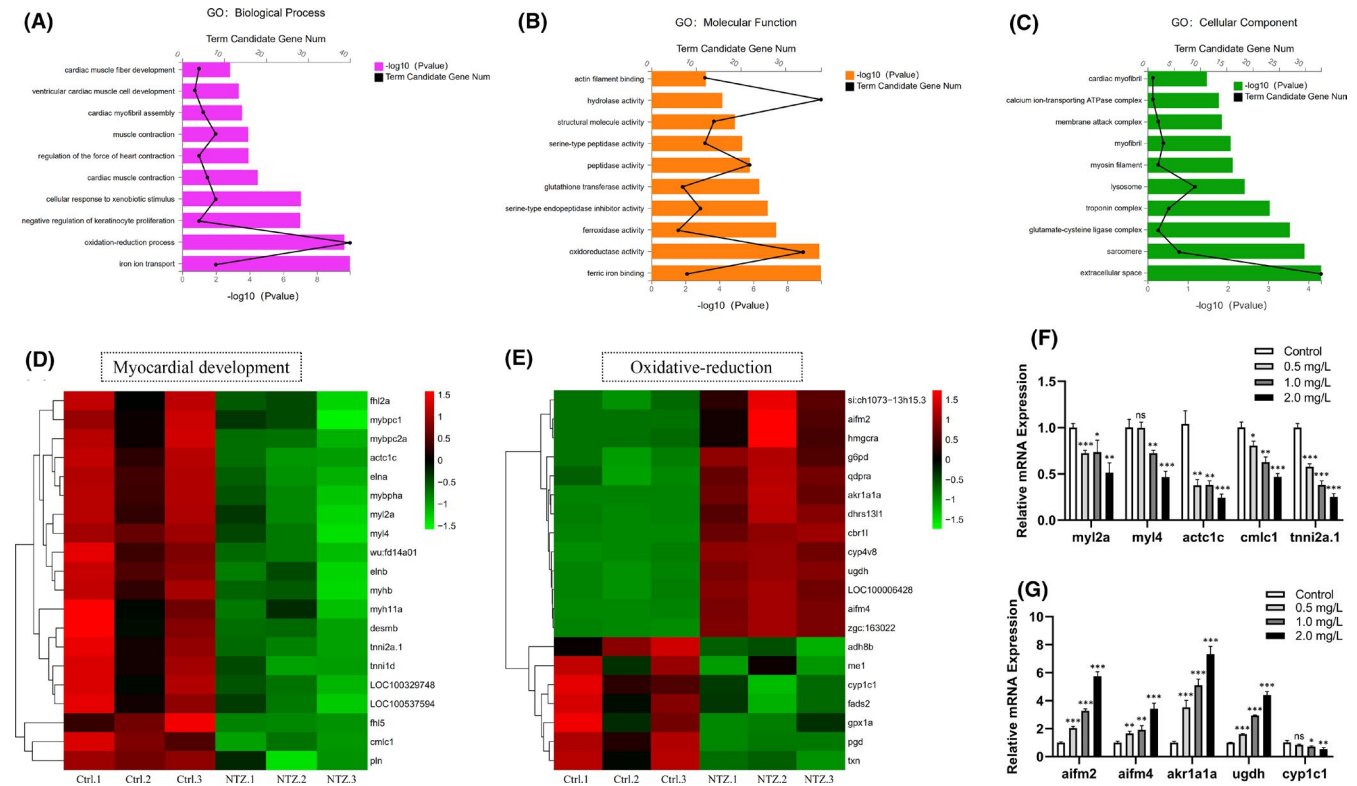 (A)
GO: Biological Process
Term Candidate Gene Num
0 10 20 30 40
cardiac muscle fiber development
ventricular cardiac muscle cell development
cardiac myofibril assembly
muscle contraction
regulation of the force of heart contraction
cardiac muscle contraction
cellular response to xenobiotic stimulus
negative regulation of keratinocyte proliferation
oxidation-reduction process
iron ion transport
0 2 4 6 8
-log10 (Pvalue)
-log10 (Pvalue)
Term Candidate Gene Num
(B)
GO: Molecular Function
Term Candidate Gene Num
0 10 20 30
actin filament binding
hydrolase activity
structural molecule activity
serine-type peptidase activity
peptidase activity
glutathione transferase activity
serine-type endopeptidase inhibitor activity
ferroxidase activity
oxidoreductase activity
ferric iron binding
0 2 4 6 8
-log10 (Pvalue)
-log10 (Pvalue)
Term Candidate Gene Num
(C)
GO: Cellular Component
Term Candidate Gene Num
0 5 10 15 20 25 30
cardiac myofibril
calcium ion-transporting ATPase complex
membrane attack complex
myofibril
myosin filament
lysosome
troponin complex
glutamate-cysteine ligase complex
sarcomere
extracellular space
0 1 2 3 4
-log10 (Pvalue)
-log10 (Pvalue)
Term Candidate Gene Num
(D)
Myocardial development
fhl2a
mybpc1
mybpc2a
actc1c
elna
mybpha
myl2a
myl4
wu:fd14a01
elnb
myhb
myh11a
desmb
tnni2a.1
tnni1d
LOC100329748
LOC100537594
fhl5
cmlc1
pln
Ctrl.1 Ctrl.2 Ctrl.3 NTZ.1 NTZ.2 NTZ.3
1.5
1
0.5
0
−0.5
−1
−1.5
(E)
Oxidative-reduction
si:ch1073-13h15.3
aifm2
hmgcra
g6pd
qdpra
akr1a1a
dhrs13l1
cbr1l
cyp4v8
ugdh
LOC100006428
aifm4
zgc:163022
adh8b
me1
cyp1c1
fads2
gpx1a
pgd
txn
Ctrl.1 Ctrl.2 Ctrl.3 NTZ.1 NTZ.2 NTZ.3
1.5
1
0.5
0
−0.5
−1
−1.5
(F)
Control
0.5 mg/L
1.0 mg/L
2.0 mg/L
Relative mRNA Expression
1.5
1.0
0.5
0.0
*** * **
ns ** ***
** ** ***
* ** ***
*** *** ***
myl2a myl4 actc1c cmlc1 tnni2a.1
(G)
Control
0.5 mg/L
1.0 mg/L
2.0 mg/L
Relative mRNA Expression
10
8
6
4
2
0
*** *** ***
** ** ***
*** *** ***
*** *** ***
ns * **
aifm2 aifm4 akr1a1a ugdh cyp1c1